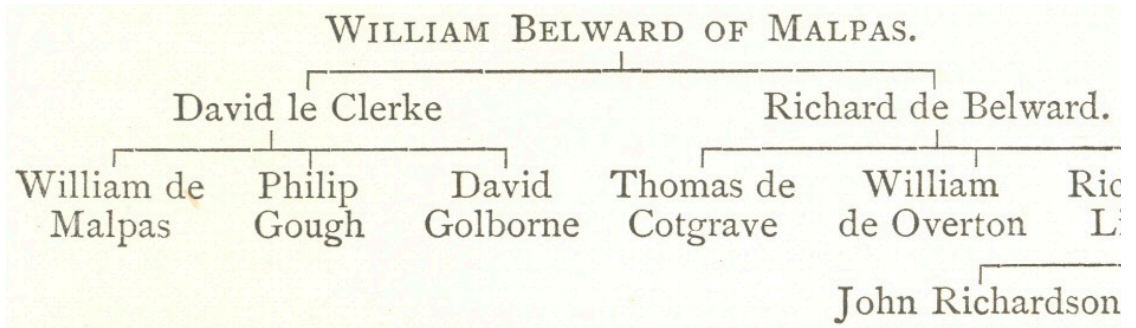 WILLIAM BELWARD OF MALPAS.
David le Clerke Richard de Belward.
William de Philip David Thomas de William
Malpas Gough Golborne Cotgrave de Overton
John Richardson